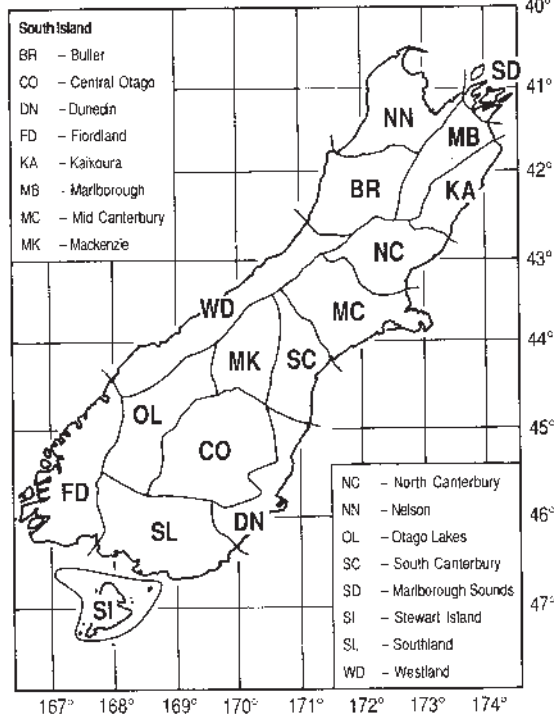 40°
South Island
BR – Buller
CO – Central Otago
DN – Dunedin
FD – Fiordland
KA – Kaikoura
MB - Marlborough
MC – Mid Canterbury
MK – Mackenzie
SD
41°
NN
MB
42°
BR
KA
NC
43°
WD
MC
MK
SC
44°
OL
45°
CO
FD
SL
DN
46°
SI
47°
NC – North Canterbury
NN – Nelson
OL – Otago Lakes
SC – South Canterbury
SD – Marlborough Sounds
SI – Stewart Island
SL – Southland
WD – Westland
167° 168° 169° 170° 171° 172° 173° 174°